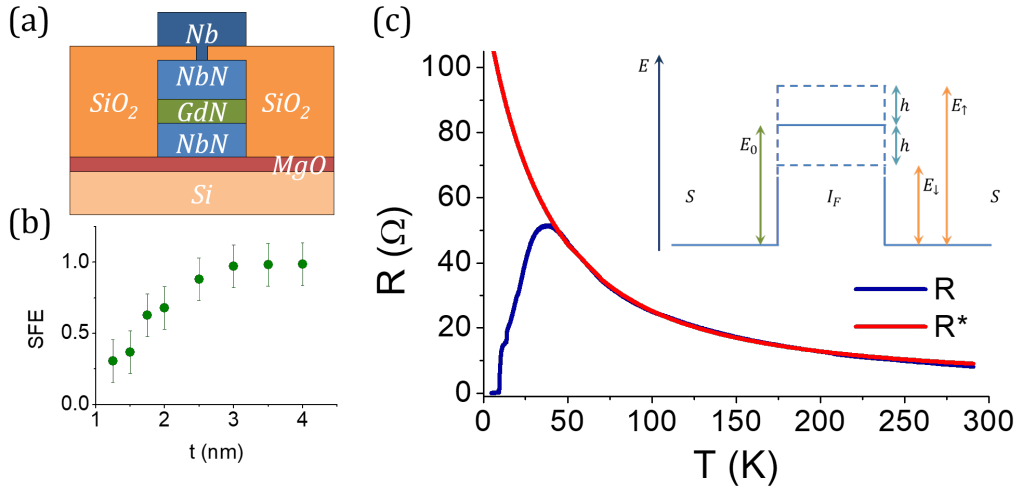 (a)
Nb
NbN
SiO2
GdN
SiO2
NbN
MgO
Si
(b)
SFE
1.0
0.5
0.0
1 2 3 4
t (nm)
(c)
R (Ω)
100
80
60
40
20
0
0 50 100 150 200 250 300
T (K)
E
E0
h
h
E↑
E↓
S
IF
S
R
R*